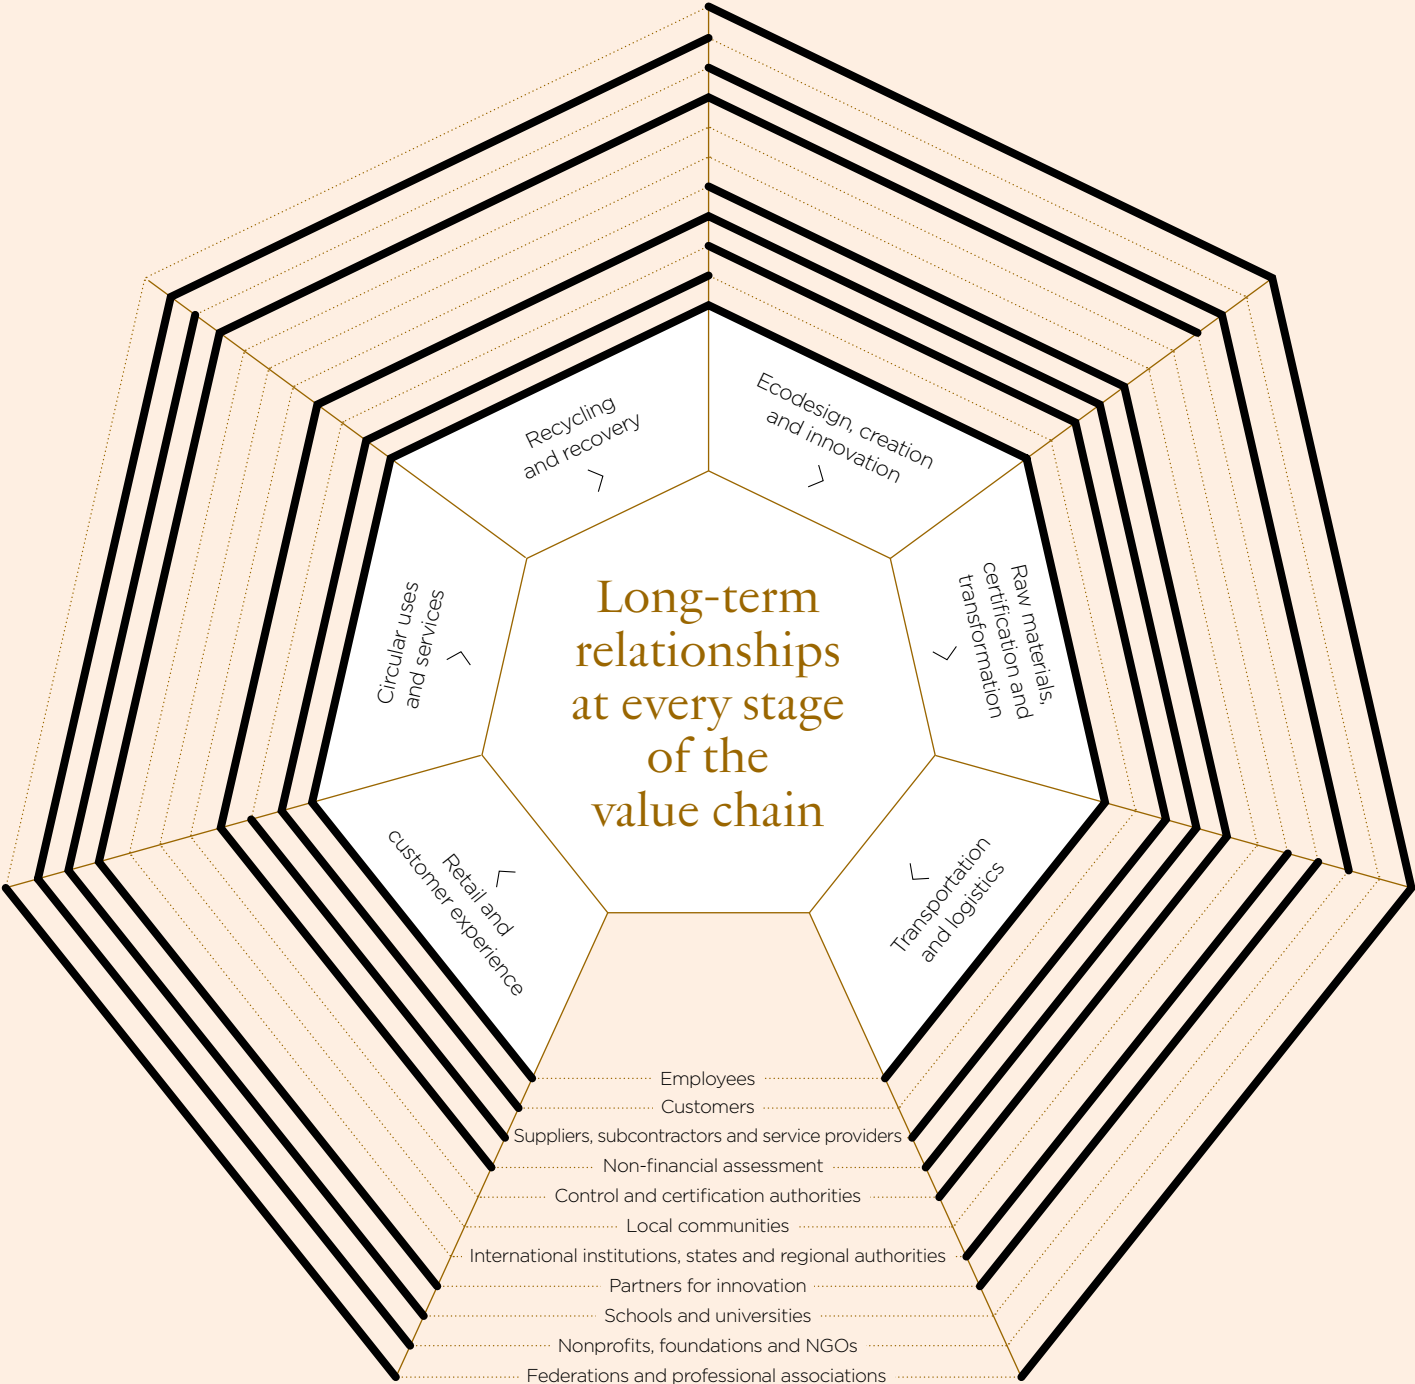 Recycling
and recovery
Ecodesign, creation
and innovation
Circular uses
and services
Raw materials,
certification and
transformation
Long-term
relationships
at every stage
of the
value chain
Retail and
customer experience
Transportation
and logistics
Employees
Customers
Suppliers, subcontractors and service providers
Non-financial assessment
Control and certification authorities
Local communities
International institutions, states and regional authorities
Partners for innovation
Schools and universities
Nonprofits, foundations and NGOs
Federations and professional associations